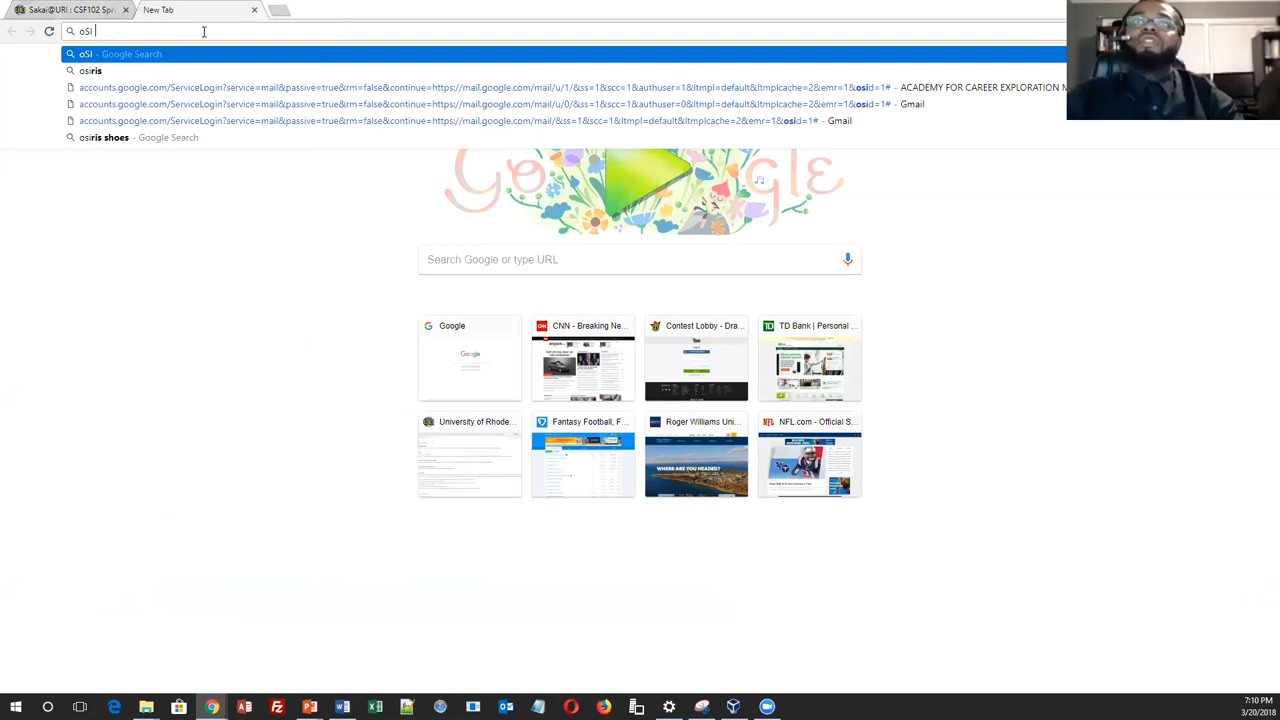 Sakai@URI : CSF102 Spri
New Tab
oSI
oSI - Google Search
osiris
accounts.google.com/ServiceLogin?service=mail&passive=true&rm=false&continue=https://mail.google.com/mail/u/1/&ss=1&scc=1&authuser=1&ltmpl=default&ltmplcache=2&emr=1&osid=1# - ACADEMY FOR CAREER EXPLORATION M
accounts.google.com/ServiceLogin?service=mail&passive=true&rm=false&continue=https://mail.google.com/mail/u/0/&ss=1&scc=1&authuser=0&ltmpl=default&ltmplcache=2&emr=1&osid=1# - Gmail
accounts.google.com/ServiceLogin?service=mail&passive=true&rm=false&continue=https://mail.google.com/mail/&ss=1&scc=1&ltmpl=default&ltmplcache=2&emr=1&osid=1# - Gmail
osiris shoes - Google Search
Google
Search Google or type URL
Google
CNN - Breaking Ne...
Contest Lobby - Dra...
TD Bank | Personal ...
University of Rhode...
Fantasy Football, F...
Roger Williams Uni...
NFL.com - Official S...
WHERE ARE YOU HEADED?
7:10 PM
3/20/2018